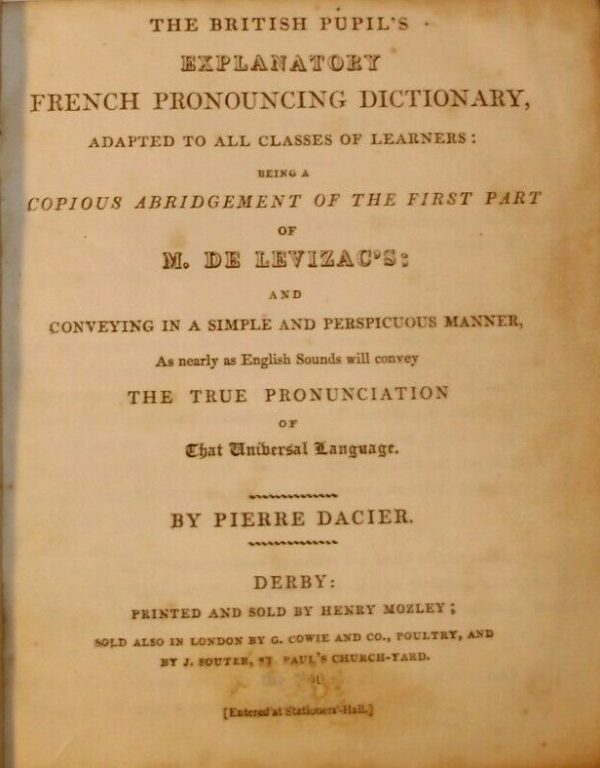 THE BRITISH PUPIL'S
EXPLANATORY
FRENCH PRONOUNCING DICTIONARY,
ADAPTED TO ALL CLASSES OF LEARNERS:
BEING A
COPIOUS ABRIDGEMENT OF THE FIRST PART
OF
M. DE LEVIZAC'S:
AND
CONVEYING IN A SIMPLE AND PERSPICUOUS MANNER,
As nearly as English Sounds will convey
THE TRUE PRONUNCIATION
OF
That Universal Language.
BY PIERRE DACIER.
DERBY:
PRINTED AND SOLD BY HENRY MOZLEY;
SOLD ALSO IN LONDON BY G. COWIE AND CO., POULTRY, AND
BY J. SOUTER, ST PAUL'S CHURCH-YARD.
[Entered at Stationers'-Hall.]